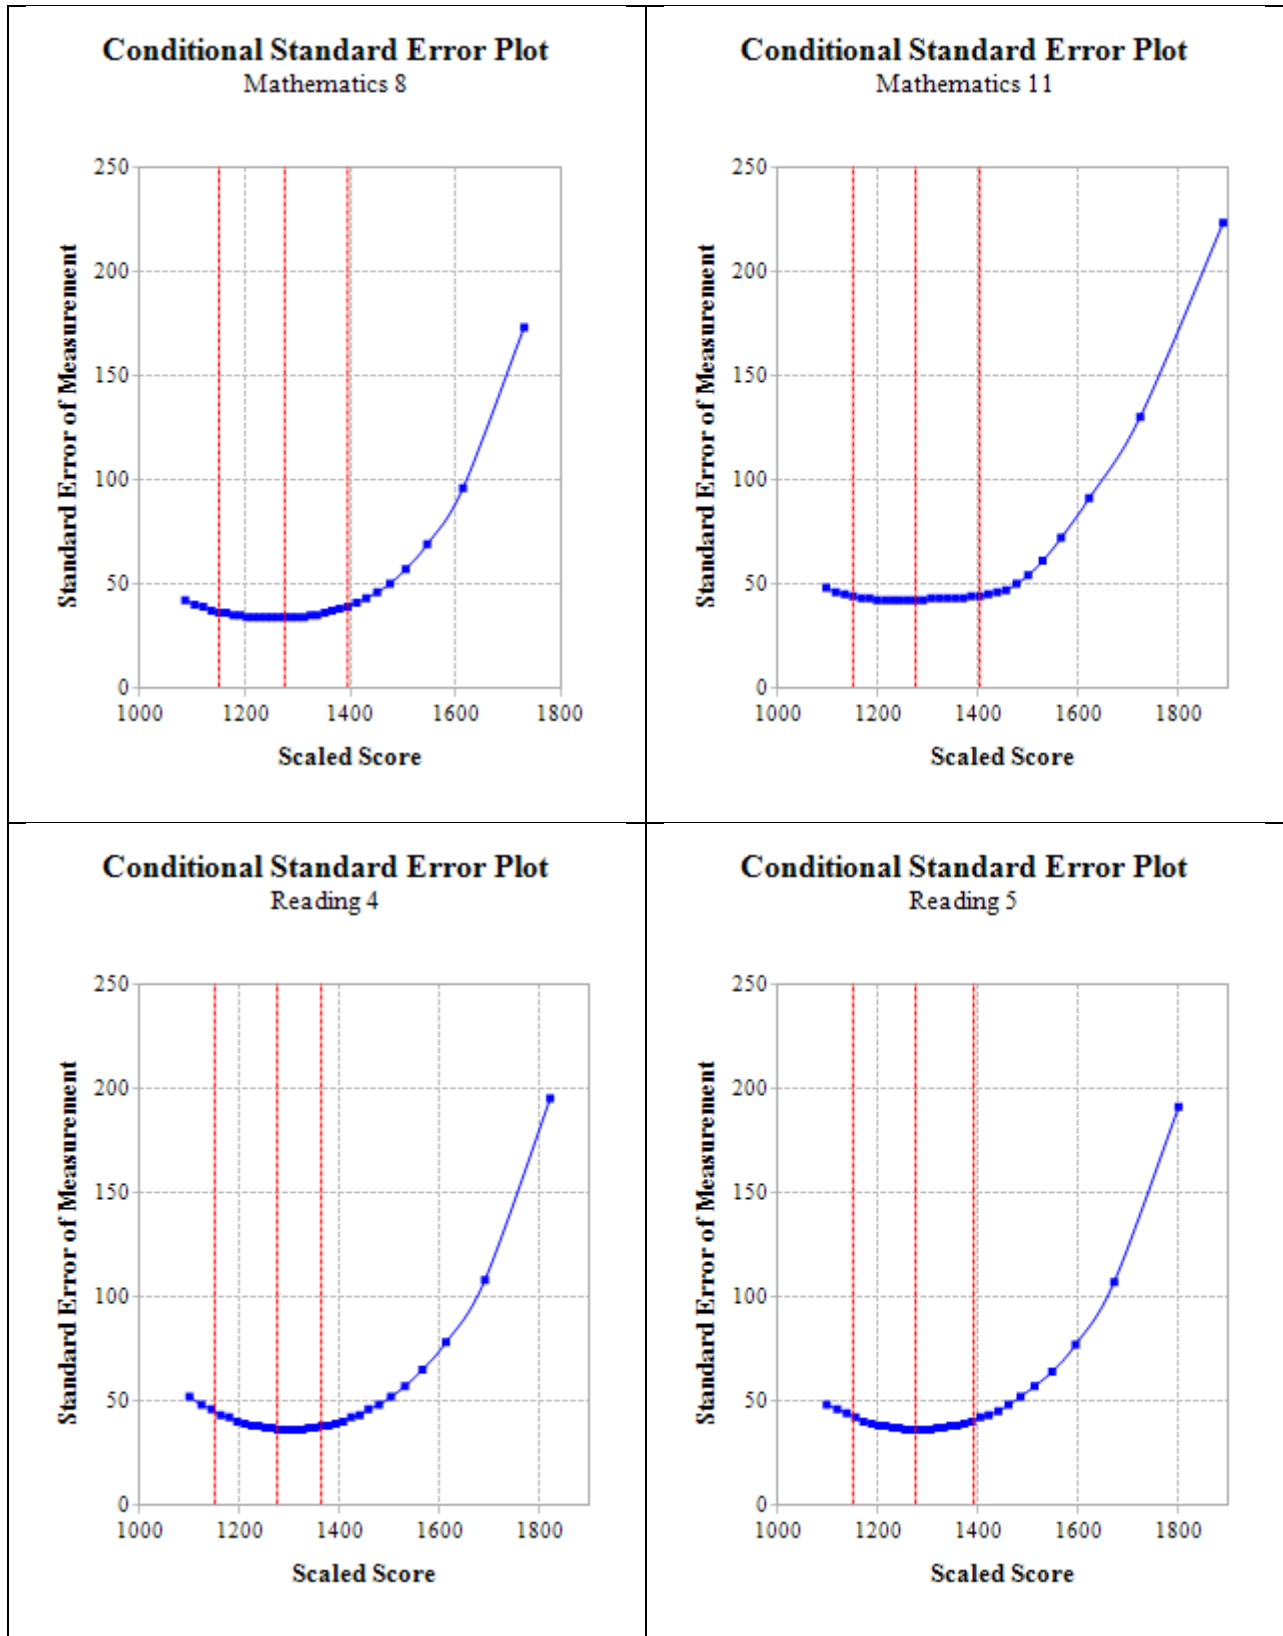 Conditional Standard Error Plot
Mathematics 8
250
200
150
100
50
0
1000 1200 1400 1600 1800
Standard Error of Measurement
Scaled Score
Conditional Standard Error Plot
Mathematics 11
250
200
150
100
50
0
1000 1200 1400 1600 1800
Standard Error of Measurement
Scaled Score
Conditional Standard Error Plot
Reading 4
250
200
150
100
50
0
1000 1200 1400 1600 1800
Standard Error of Measurement
Scaled Score
Conditional Standard Error Plot
Reading 5
250
200
150
100
50
0
1000 1200 1400 1600 1800
Standard Error of Measurement
Scaled Score